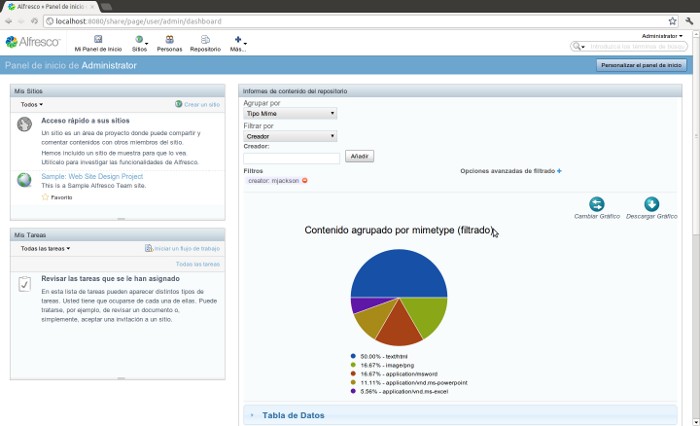 Alfresco » Panel de inicio
localhost:8080/share/page/user/admin/dashboard
Alfresco
Mi Panel de Inicio
Sitios
Personas
Repositorio
Más...
Administrator
Introduzca los términos de búsqu
Panel de inicio de Administrator
Personalizar el panel de inicio
Mis Sitios
Todos
Crear un sitio
Acceso rápido a sus sitios
Un sitio es un área de proyecto donde puede compartir y
comentar contenidos con otros miembros del sitio.
Hemos incluido un sitio de muestra para que lo vea.
Utilícelo para investigar las funcionalidades de Alfresco.
Sample: Web Site Design Project
This is a Sample Alfresco Team site.
Favorito
Mis Tareas
Todas las tareas
Iniciar un flujo de trabajo
Todas las tareas
Revisar las tareas que se le han asignado
En esta lista de tareas pueden aparecer distintos tipos de
tareas. Usted tiene que ocuparse de cada una de ellas. Puede
tratarse, por ejemplo, de revisar un documento o,
simplemente, aceptar una invitación a un sitio.
Informes de contenido del repositorio
Agrupar por
Tipo Mime
Filtrar por
Creador
Creador:
Añadir
Filtros
Opciones avanzadas de filtrado +
creator: mjackson
Cambiar Gráfico
Descargar Gráfico
Contenido agrupado por mimetype (filtrado)
50.00% - text/html
16.67% - image/png
16.67% - application/msword
11.11% - application/vnd.ms-powerpoint
5.56% - application/vnd.ms-excel
Tabla de Datos